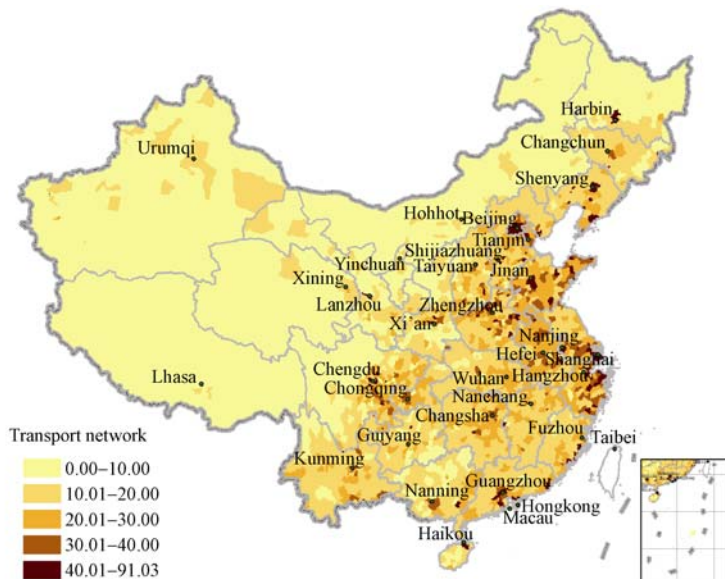 Harbin
Changchun
Urumqi
Shenyang
Hohhot
Beijing
Tianjin
Shijiazhuang
Yinchuan
Taiyuan
Jinan
Xining
Lanzhou
Zhengzhou
Xi'an
Nanjing
Hefei
Shanghai
Chengdu
Wuhan
Hangzhou
Chongqing
Lhasa
Nanchang
Changsha
Guiyang
Fuzhou
Taibei
Kunming
Guangzhou
Nanning
Hongkong
Macau
Haikou
Transport network
0.00–10.00
10.01–20.00
20.01–30.00
30.01–40.00
40.01–91.03